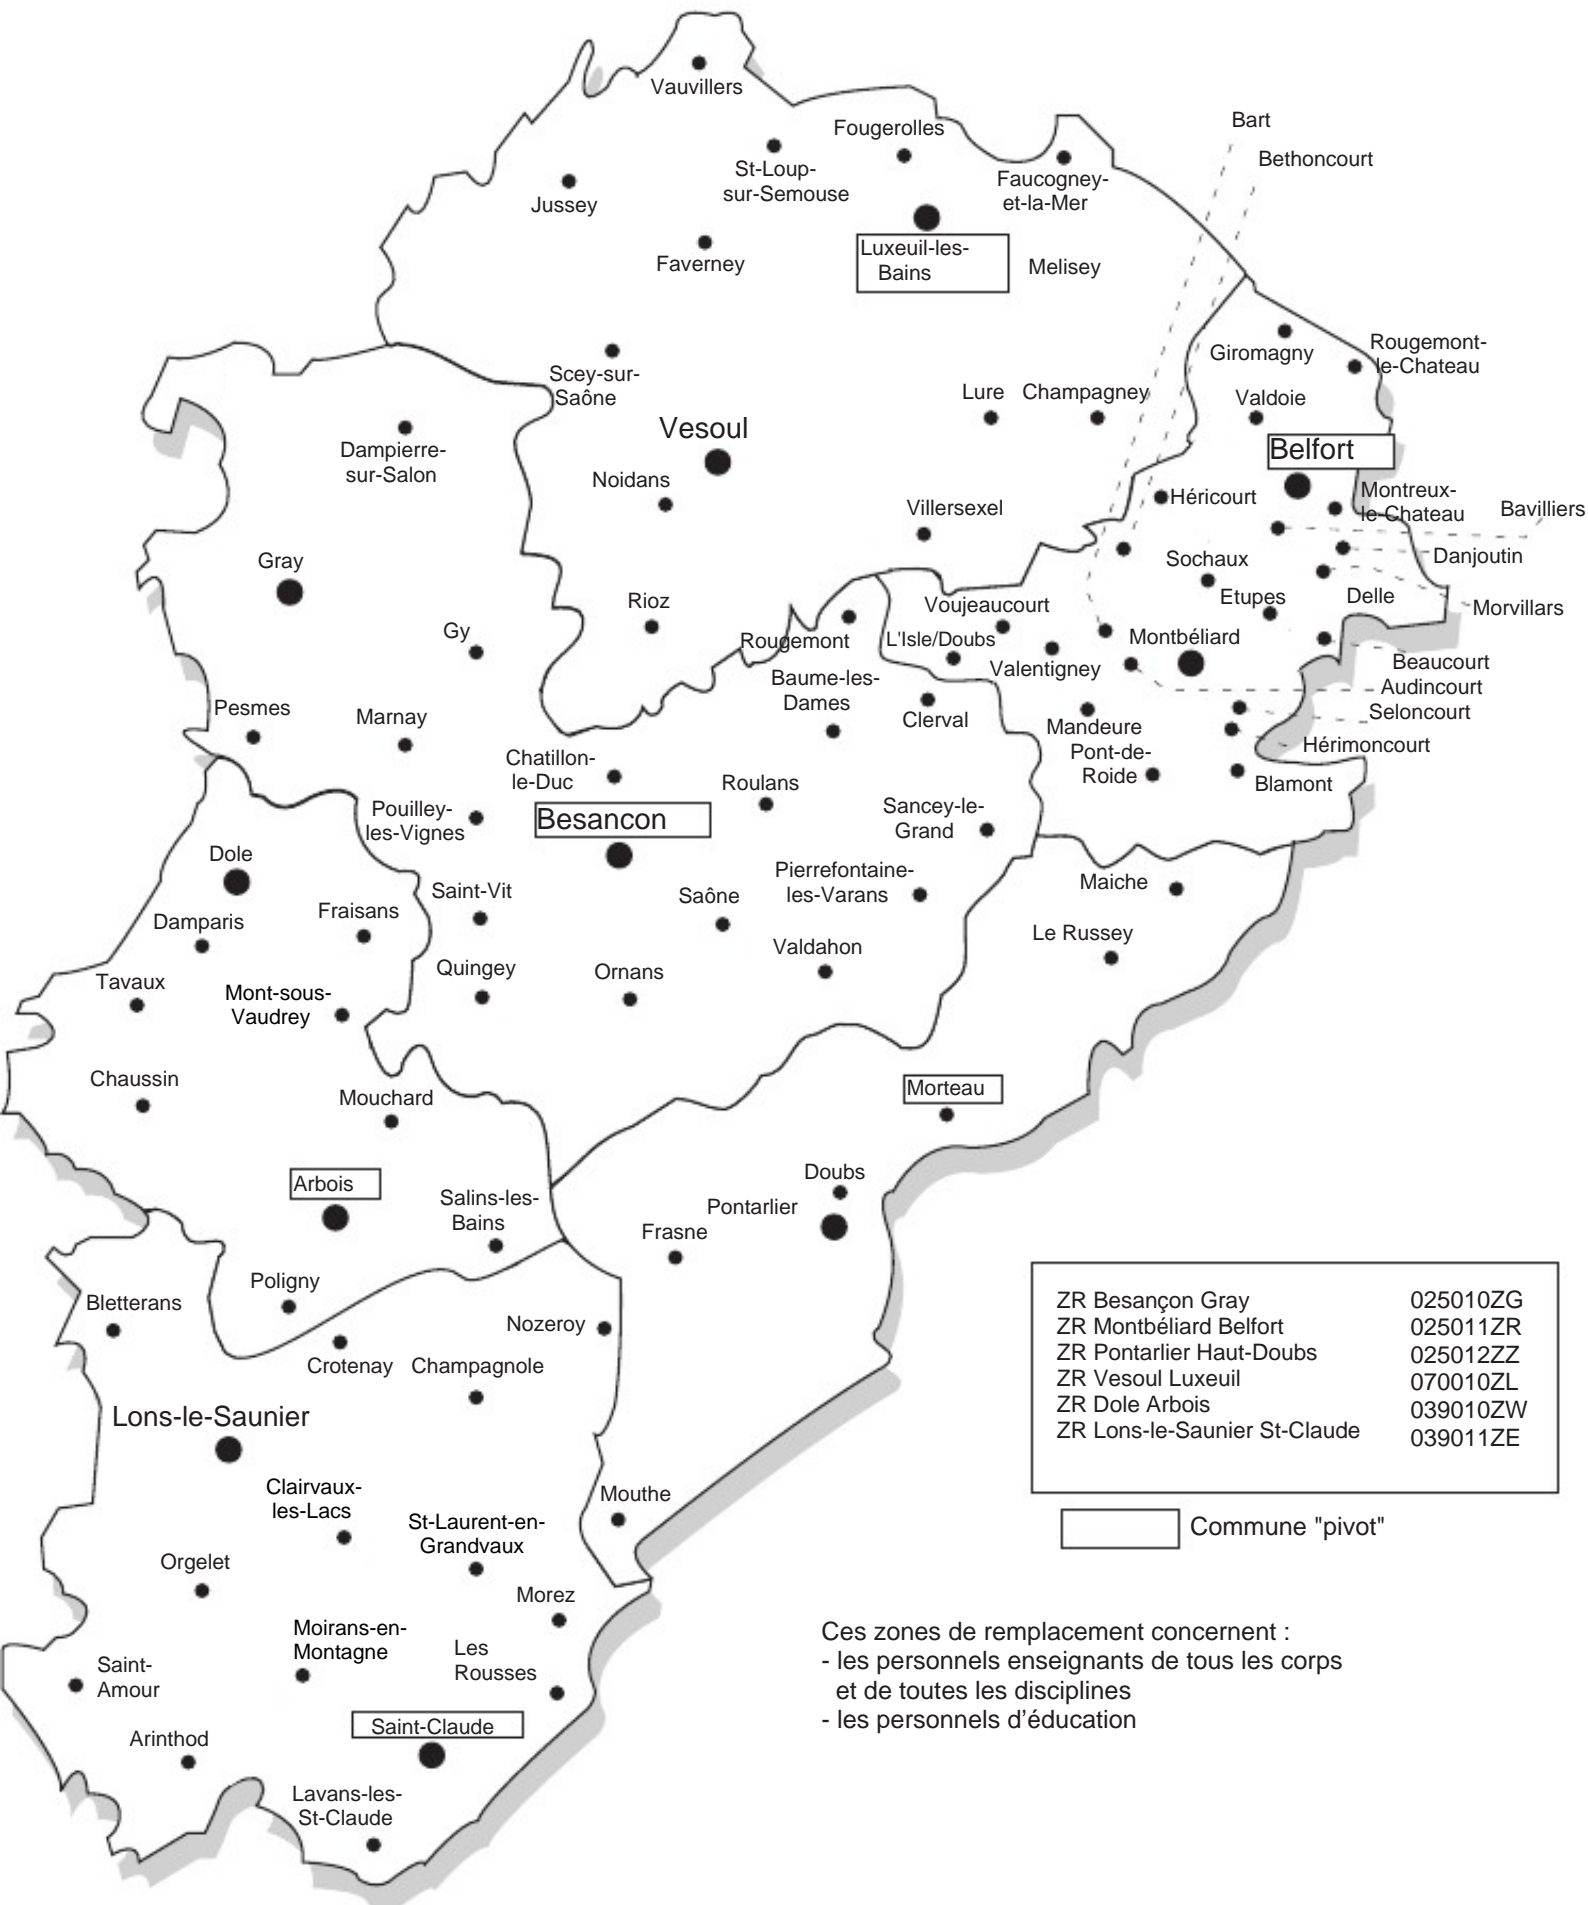 Vauvillers
Fougerolles
Bart
Bethoncourt
St-Loup-
sur-Semouse
Faucogney-
et-la-Mer
Jussey
Luxeuil-les-
Bains
Faverney
Melisey
Giromagny
Rougemont-
le-Chateau
Scey-sur-
Saône
Lure
Champagney
Valdoie
Vesoul
Belfort
Dampierre-
sur-Salon
Noidans
Villersexel
Héricourt
Montreux-
le-Chateau
Bavilliers
Gray
Sochaux
Danjoutin
Rioz
Voujeaucourt
Etupes
Delle
Morvillars
Gy
Rougemont
L'Isle/Doubs
Montbéliard
Valentigney
Beaucourt
Baume-les-
Dames
Audincourt
Pesmes
Marnay
Clerval
Mandeure
Seloncourt
Chatillon-
le-Duc
Pont-de-
Roide
Hérimoncourt
Roulans
Blamont
Pouilley-
les-Vignes
Besancon
Sancey-le-
Grand
Dole
Pierrefontaine-
les-Varans
Maiche
Saint-Vit
Saône
Damparis
Fraisans
Le Russey
Valdahon
Quingey
Ornans
Tavaux
Mont-sous-
Vaudrey
Chaussin
Mouchard
Morteau
Arbois
Salins-les-
Bains
Doubs
Pontarlier
Frasne
Poligny
Bletterans
Nozeroy
Crotenay
Champagnole
ZR Besançon Gray 025010ZG
ZR Montbéliard Belfort 025011ZR
ZR Pontarlier Haut-Doubs 025012ZZ
ZR Vesoul Luxeuil 070010ZL
ZR Dole Arbois 039010ZW
ZR Lons-le-Saunier St-Claude 039011ZE
Lons-le-Saunier
Clairvaux-
les-Lacs
Mouthe
St-Laurent-en-
Grandvaux
Commune "pivot"
Orgelet
Morez
Moirans-en-
Montagne
Les
Rousses
Saint-
Amour
Saint-Claude
Arinthod
Lavans-les-
St-Claude
Ces zones de remplacement concernent :
- les personnels enseignants de tous les corps
et de toutes les disciplines
- les personnels d'éducation